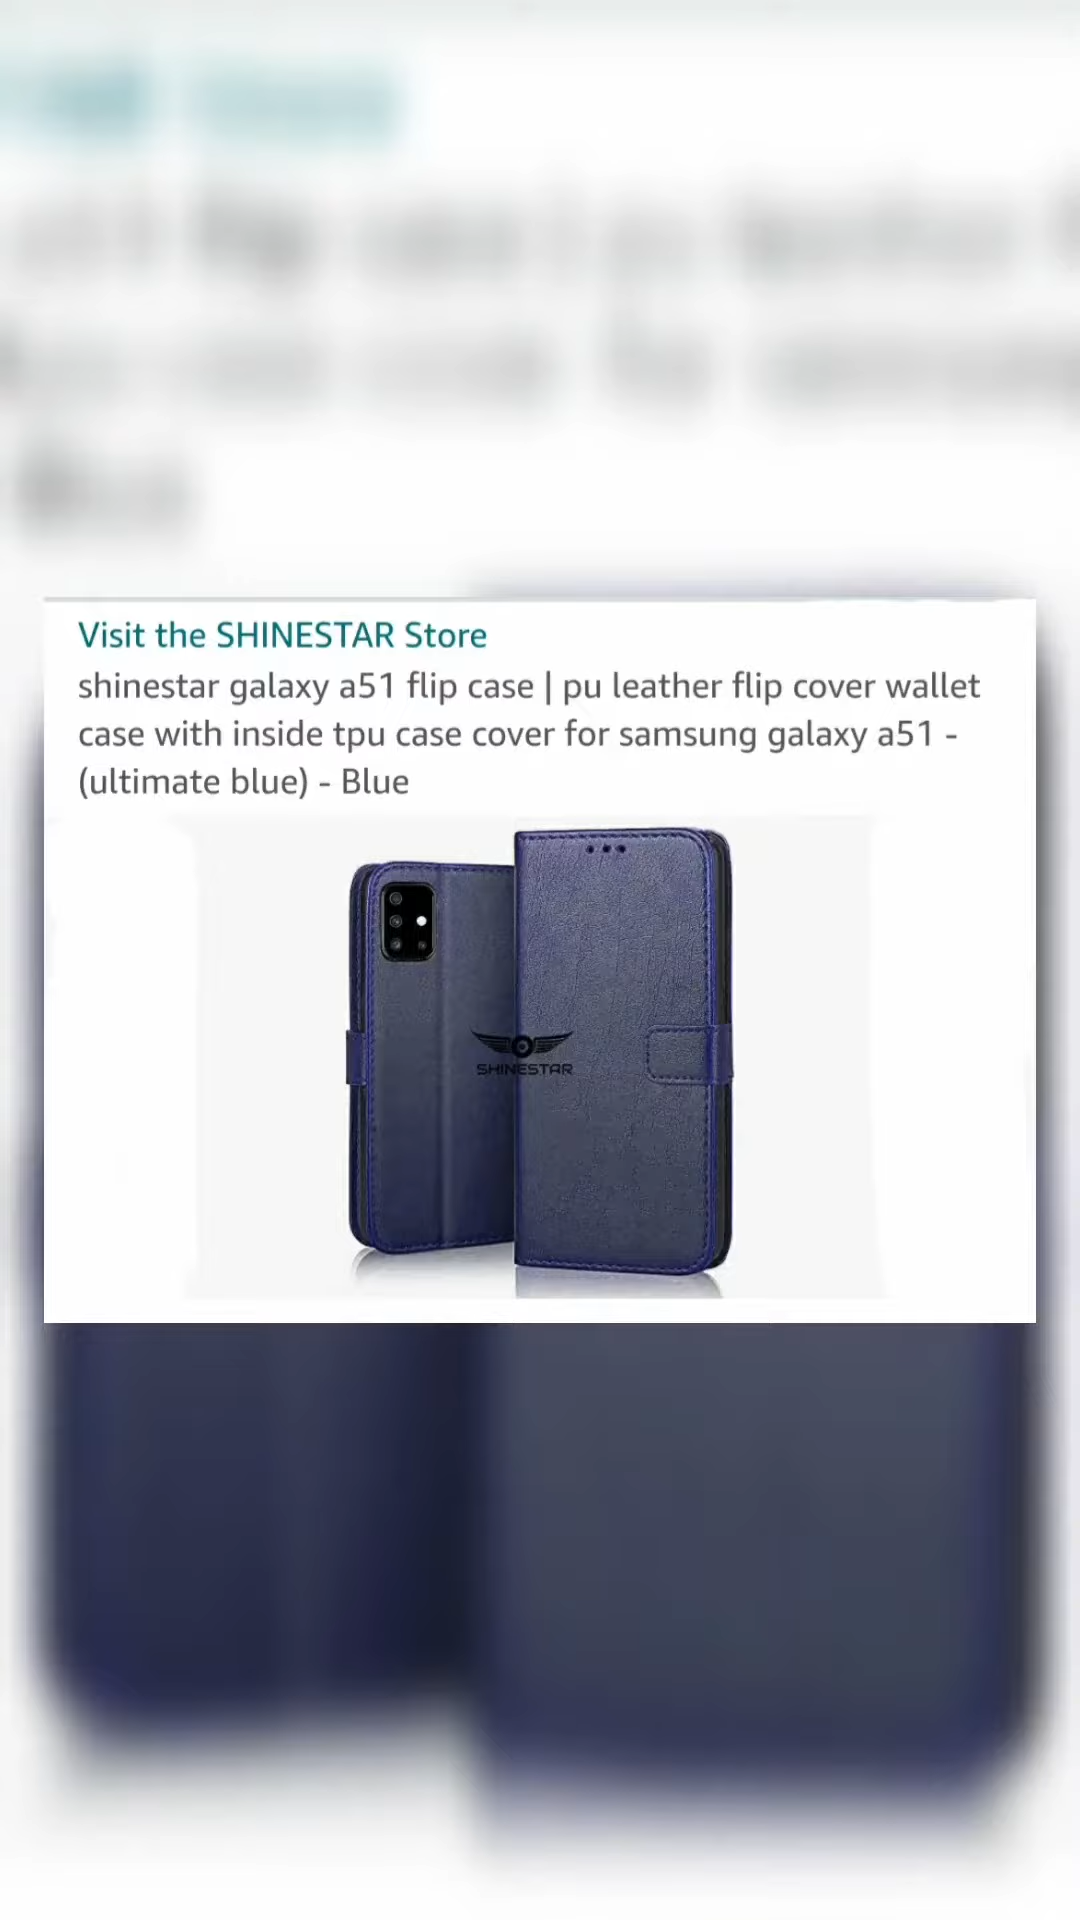 Visit the SHINESTAR Store
shinestar galaxy a51 flip case | pu leather flip cover wallet
case with inside tpu case cover for samsung galaxy a51 -
(ultimate blue) - Blue
SHINESTAR